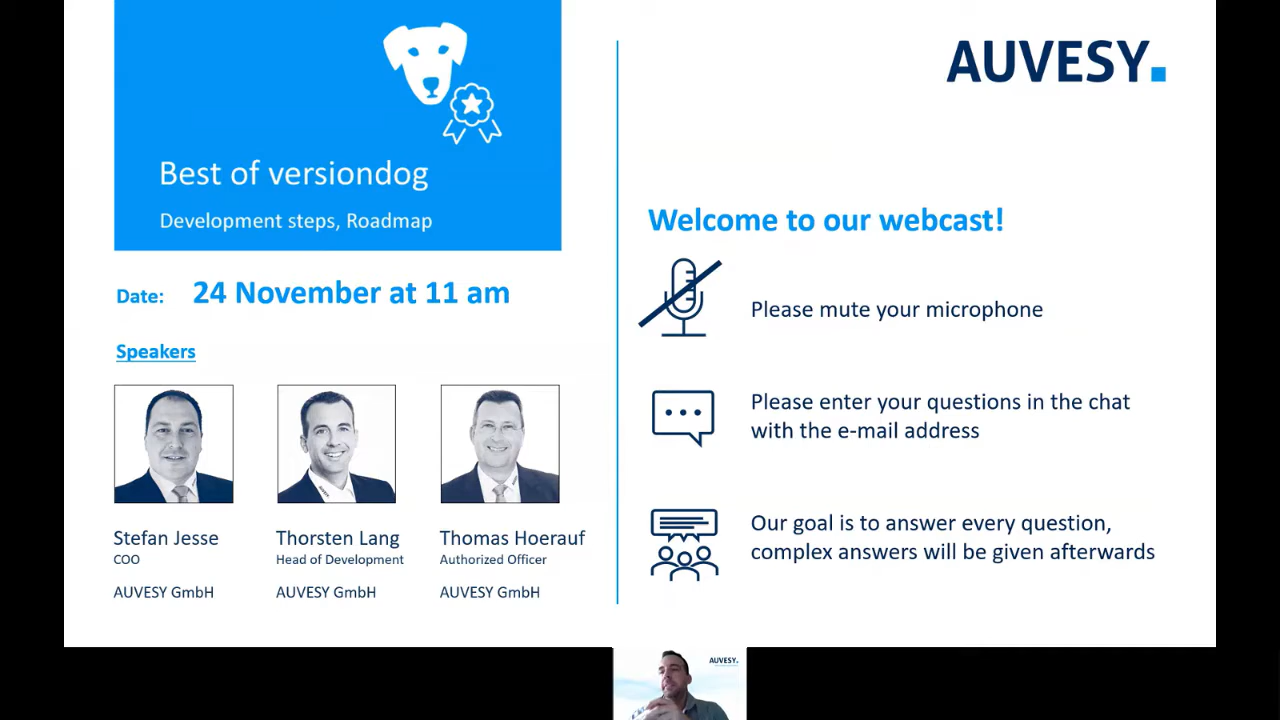 Best of versiondog
Development steps, Roadmap
Date: 24 November at 11 am
Speakers
Stefan Jesse
COO
AUVESY GmbH
Thorsten Lang
Head of Development
AUVESY GmbH
Thomas Hoerauf
Authorized Officer
AUVESY GmbH
AUVESY.
Welcome to our webcast!
Please mute your microphone
Please enter your questions in the chat
with the e-mail address
Our goal is to answer every question,
complex answers will be given afterwards
AUVESY.